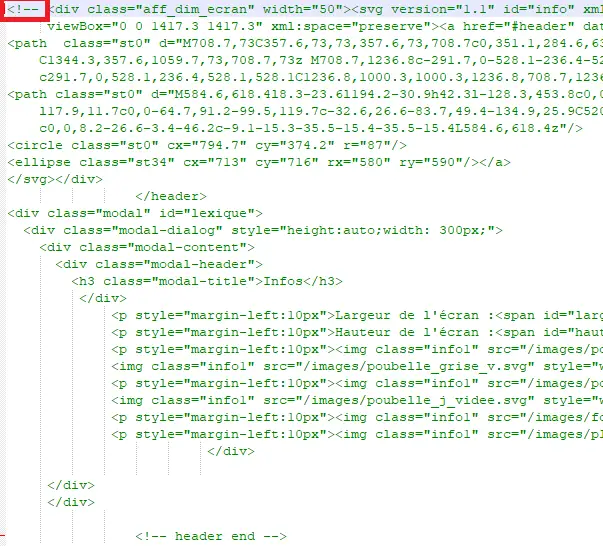 <!-- <div class="aff_dim_ecran" width="50"><svg version="1.1" id="info" xml
viewBox="0 0 1417.3 1417.3" xml:space="preserve"><a href="#header" dat
<path  class="st0" d="M708.7,73C357.6,73,73,357.6,73,708.7c0,351.1,284.6,63
C1344.3,357.6,1059.7,73,708.7,73z M708.7,1236.8c-291.7,0-528.1-236.4-52
c291.7,0,528.1,236.4,528.1,528.1C1236.8,1000.3,1000.3,1236.8,708.7,1236
<path class="st0" d="M584.6,618.4l8.3-23.6l194.2-30.9h42.3l-128.3,453.8c0,0
l17.9,11.7c0,0-64.7,91.2-99.5,119.7c-32.6,26.6-83.7,49.4-134.9,25.9C520
c0,0,8.2-26.6-3.4-46.2c-9.1-15.3-35.5-15.4-35.5-15.4L584.6,618.4z"/>
<circle class="st0" cx="794.7" cy="374.2" r="87"/>
<ellipse class="st34" cx="713" cy="716" rx="580" ry="590"/></a>
</svg></div>
</header>
<div class="modal" id="lexique">
<div class="modal-dialog" style="height:auto;width: 300px;">
<div class="modal-content">
<div class="modal-header">
<h3 class="modal-title">Infos</h3>
</div>
<p style="margin-left:10px">Largeur de l'écran :<span id="larg
<p style="margin-left:10px">Hauteur de l'écran :<span id="haut
<p style="margin-left:10px"><img class="info1" src="/images/po
<img class="info1" src="/images/poubelle_grise_v.svg" style="w
<p style="margin-left:10px"><img class="info1" src="/images/po
<img class="info1" src="/images/poubelle_j_videe.svg" style="w
<p style="margin-left:10px"><img class="info1" src="/images/fo
<p style="margin-left:10px"><img class="info1" src="/images/pl
</div>
</div>
</div>
<!-- header end -->